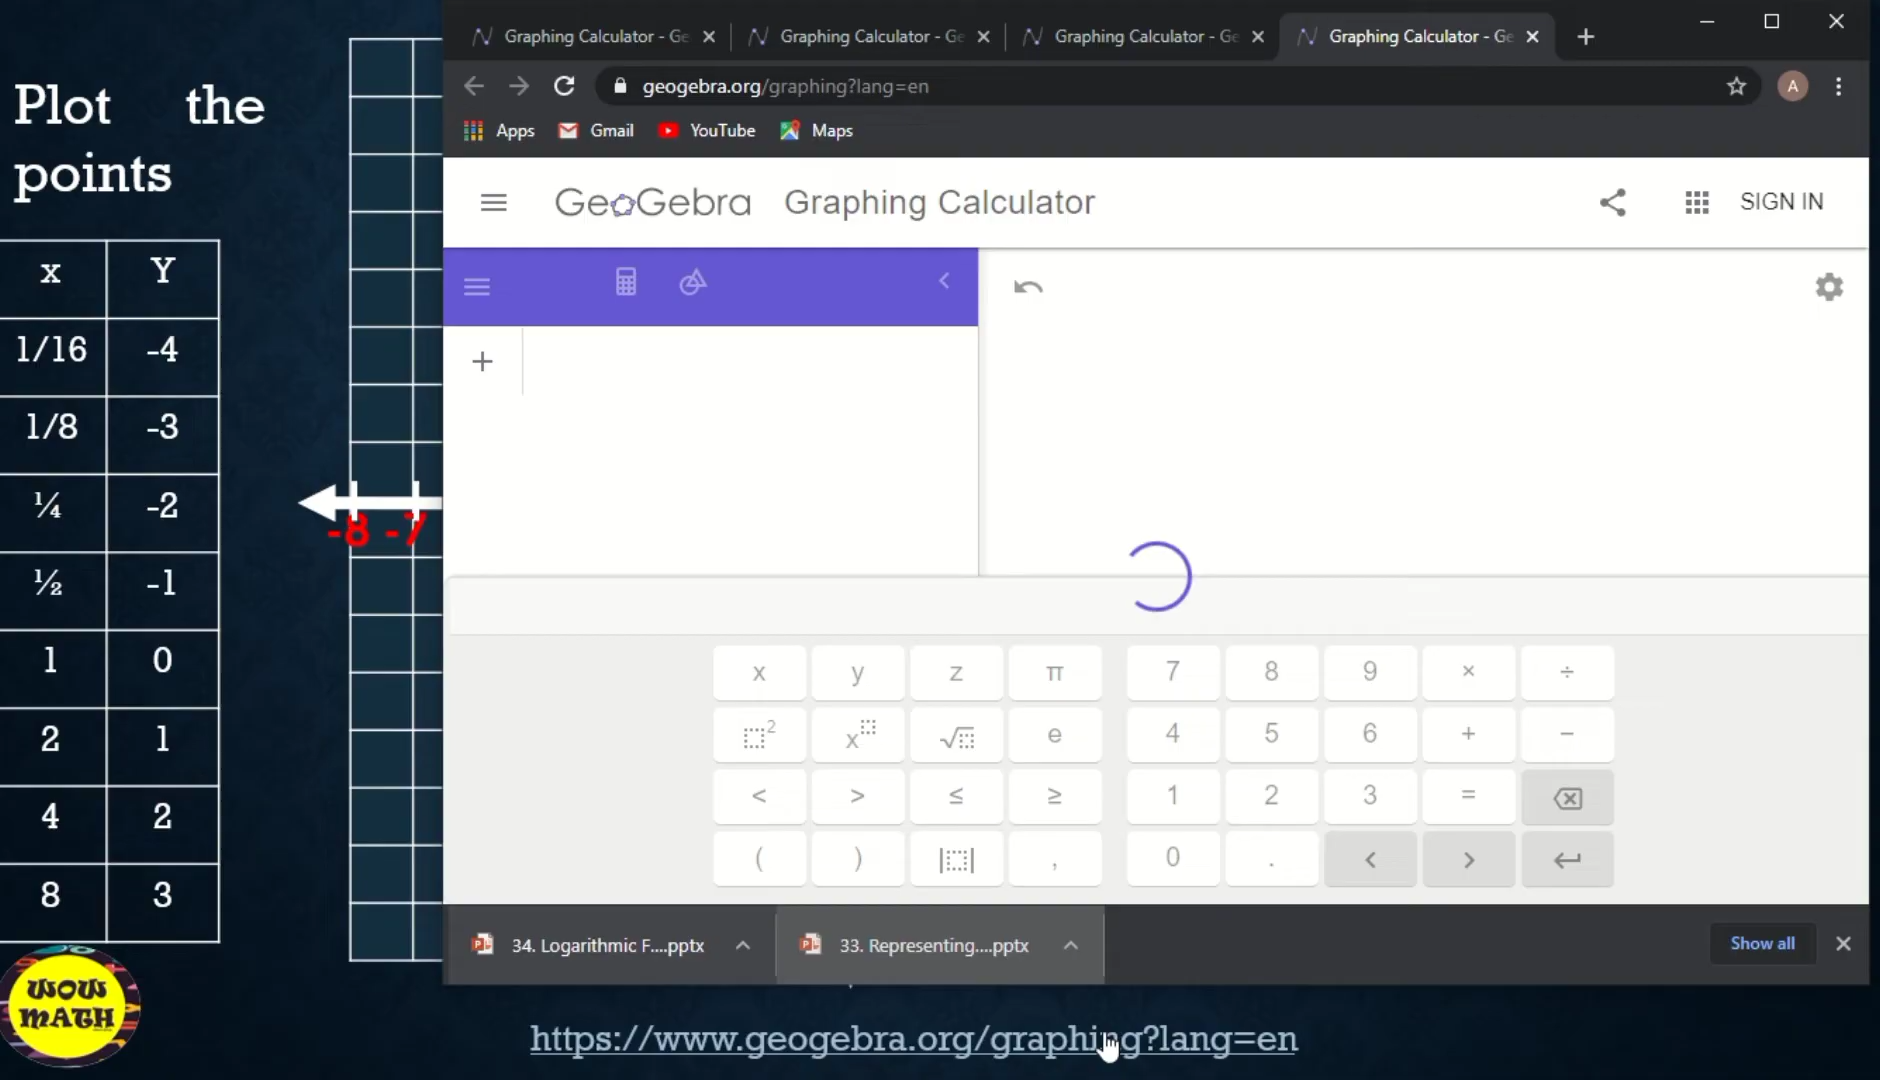 Graphing Calculator - Ge
Graphing Calculator - Ge
Graphing Calculator - Ge
Graphing Calculator - Ge
geogebra.org/graphing?lang=en
A
Apps
Gmail
YouTube
Maps
GeoGebra Graphing Calculator
SIGN IN
Plot the
points
x Y
1/16 -4
1/8 -3
¼ -2
½ -1
1 0
2 1
4 2
8 3
-8 -7
x y z π 7 8 9 × ÷
2 x √ e 4 5 6 + −
< > ≤ ≥ 1 2 3 =
( ) | | , 0 . < >
34. Logarithmic F....pptx
33. Representing....pptx
Show all
WOW
MATH
https://www.geogebra.org/graphing?lang=en